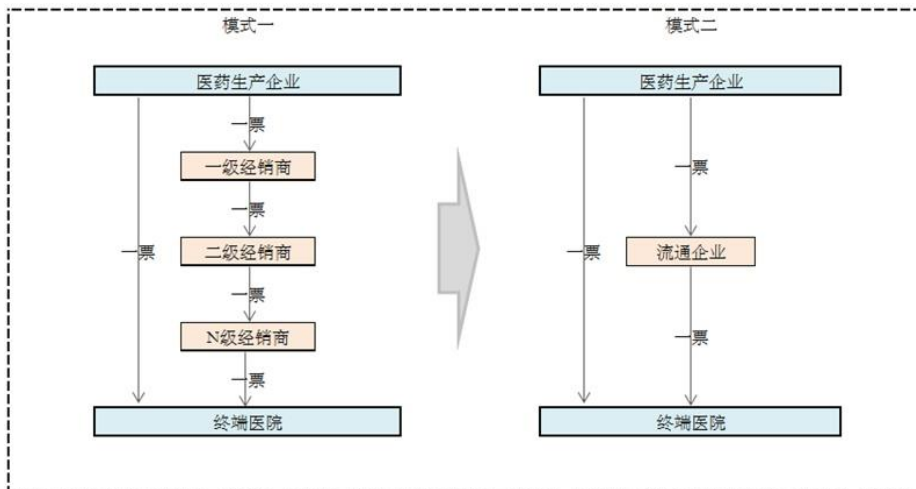 模式一
医药生产企业
一票
一级经销商
一票
二级经销商
一票
一票
N级经销商
一票
终端医院
模式二
医药生产企业
一票
流通企业
一票
一票
终端医院